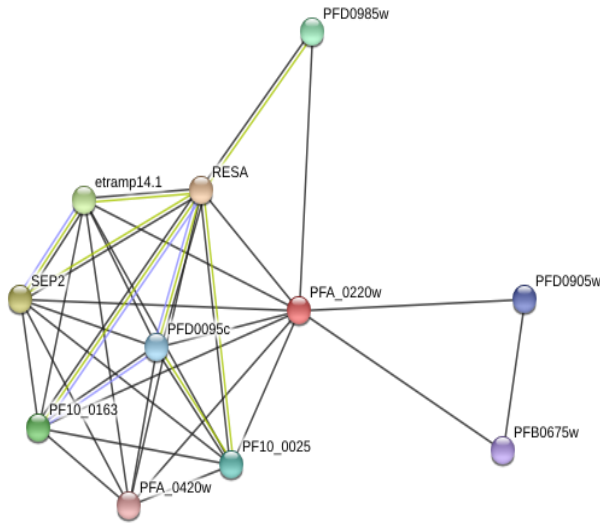 PFD0985w
RESA
etramp14.1
SEP2
PFA_0220w
PFD0905w
PFD0095c
PF10_0163
PFB0675w
PF10_0025
PFA_0420w